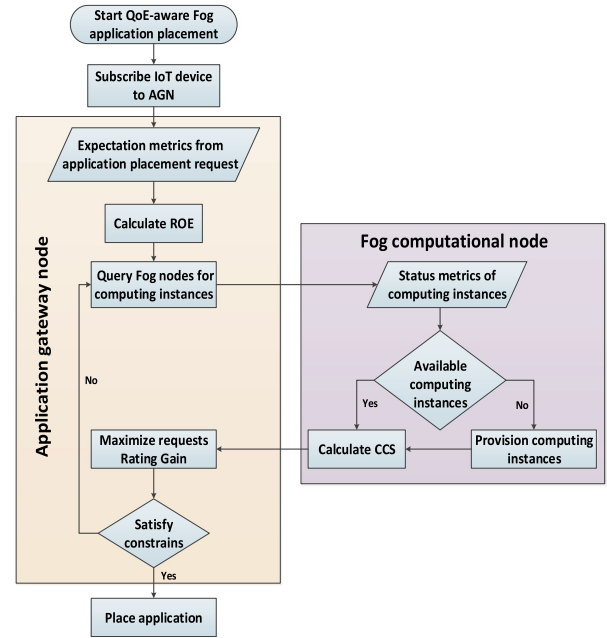 Start QoE-aware Fog
application placement
Subscribe IoT device
to AGN
Application gateway node
Expectation metrics from
application placement request
Calculate ROE
Query Fog nodes for
computing instances
Fog computational node
Status metrics of
computing instances
Available
computing
instances
Yes
No
Provision computing
instances
Calculate CCS
Maximize requests
Rating Gain
No
Satisfy
constrains
Yes
Place application